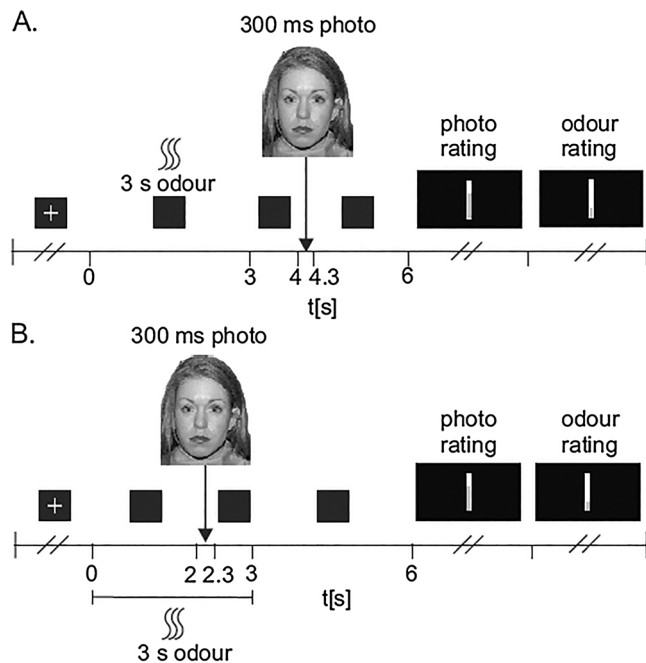 A.
300 ms photo
3 s odour
photo
rating
odour
rating
0 3 4 4.3 6
t[s]
B.
300 ms photo
photo
rating
odour
rating
0 2 2.3 3 6
t[s]
3 s odour